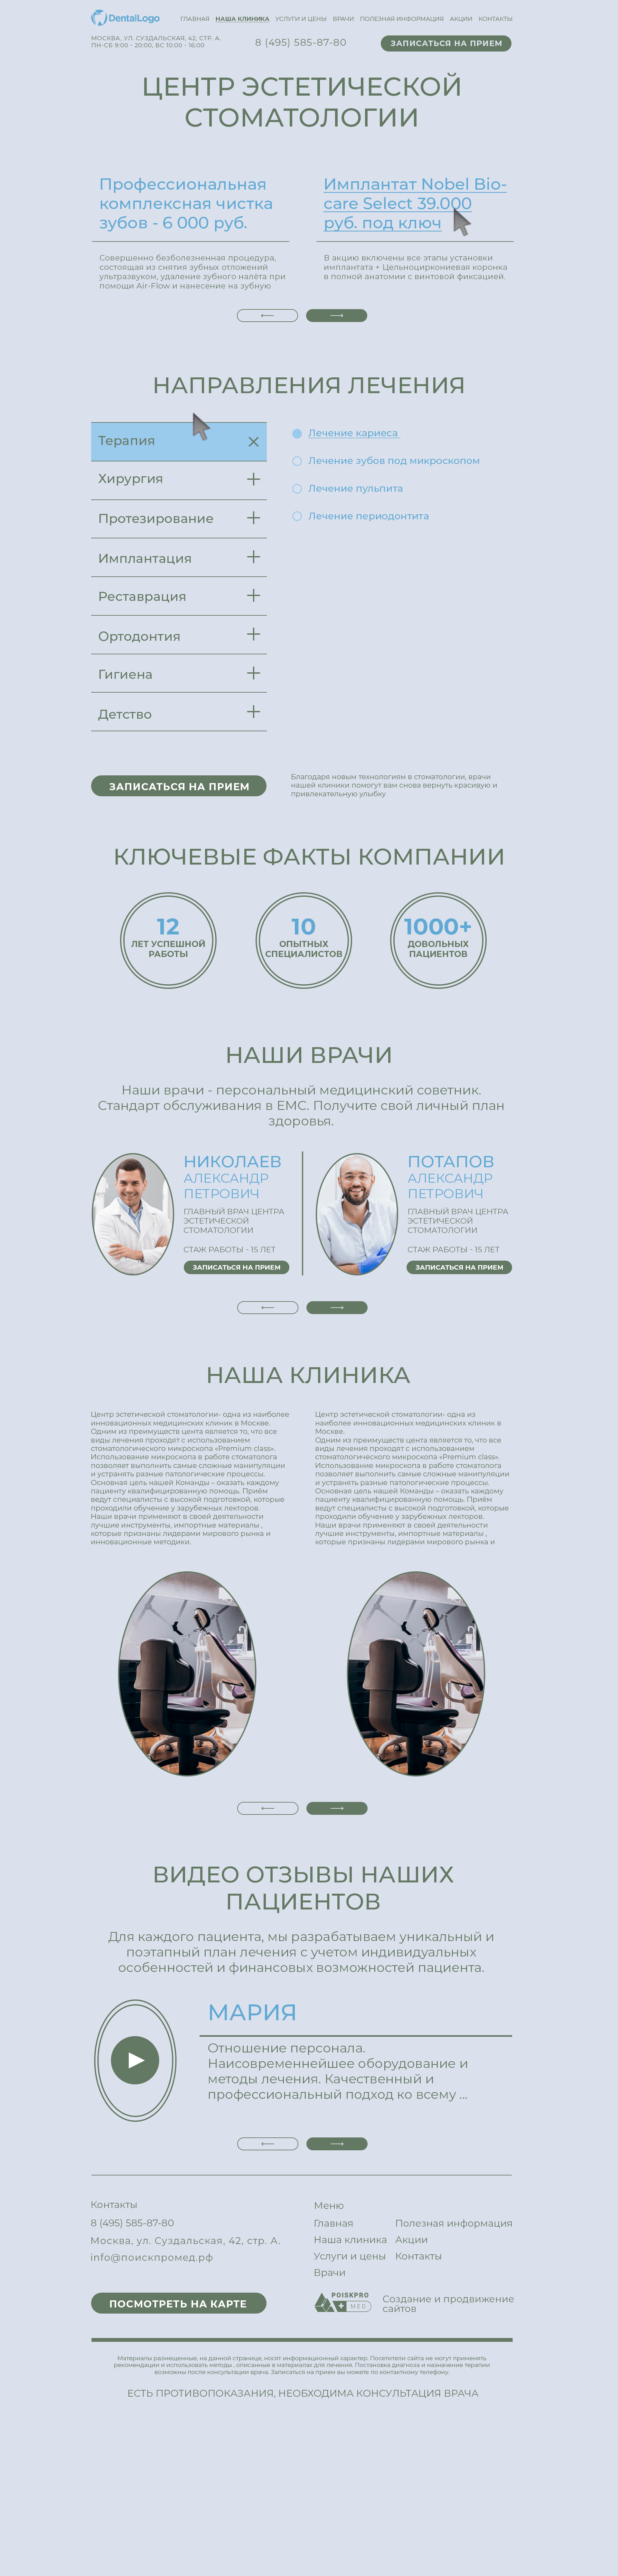 DentalLogo
ГЛАВНАЯ НАША КЛИНИКА УСЛУГИ И ЦЕНЫ ВРАЧИ ПОЛЕЗНАЯ ИНФОРМАЦИЯ АКЦИИ КОНТАКТЫ
МОСКВА, УЛ. СУЗДАЛЬСКАЯ, 42, СТР. А.
ПН-СБ 9:00 - 20:00, ВС 10:00 - 16:00
8 (495) 585-87-80
ЗАПИСАТЬСЯ НА ПРИЕМ
ЦЕНТР ЭСТЕТИЧЕСКОЙ
СТОМАТОЛОГИИ
Профессиональная
комплексная чистка
зубов - 6 000 руб.
Совершенно безболезненная процедура,
состоящая из снятия зубных отложений
ультразвуком, удаление зубного налёта при
помощи Air-Flow и нанесение на зубную
Имплантат Nobel Bio-
care Select 39.000
руб. под ключ
В акцию включены все этапы установки
имплантата + Цельноциркониевая коронка
в полной анатомии с винтовой фиксацией.
НАПРАВЛЕНИЯ ЛЕЧЕНИЯ
Терапия
Хирургия
Протезирование
Имплантация
Реставрация
Ортодонтия
Гигиена
Детство
Лечение кариеса
Лечение зубов под микроскопом
Лечение пульпита
Лечение периодонтита
ЗАПИСАТЬСЯ НА ПРИЕМ
Благодаря новым технологиям в стоматологии, врачи
нашей клиники помогут вам снова вернуть красивую и
привлекательную улыбку
КЛЮЧЕВЫЕ ФАКТЫ КОМПАНИИ
12
ЛЕТ УСПЕШНОЙ
РАБОТЫ
10
ОПЫТНЫХ
СПЕЦИАЛИСТОВ
1000+
ДОВОЛЬНЫХ
ПАЦИЕНТОВ
НАШИ ВРАЧИ
Наши врачи - персональный медицинский советник.
Стандарт обслуживания в ЕМС. Получите свой личный план
здоровья.
НИКОЛАЕВ
АЛЕКСАНДР
ПЕТРОВИЧ
ГЛАВНЫЙ ВРАЧ ЦЕНТРА
ЭСТЕТИЧЕСКОЙ
СТОМАТОЛОГИИ
СТАЖ РАБОТЫ - 15 ЛЕТ
ЗАПИСАТЬСЯ НА ПРИЕМ
ПОТАПОВ
АЛЕКСАНДР
ПЕТРОВИЧ
ГЛАВНЫЙ ВРАЧ ЦЕНТРА
ЭСТЕТИЧЕСКОЙ
СТОМАТОЛОГИИ
СТАЖ РАБОТЫ - 15 ЛЕТ
ЗАПИСАТЬСЯ НА ПРИЕМ
НАША КЛИНИКА
Центр эстетической стоматологии- одна из наиболее
инновационных медицинских клиник в Москве.
Одним из преимуществ цента является то, что все
виды лечения проходят с использованием
стоматологического микроскопа «Premium class».
Использование микроскопа в работе стоматолога
позволяет выполнить самые сложные манипуляции
и устранять разные патологические процессы.
Основная цель нашей Команды – оказать каждому
пациенту квалифицированную помощь. Приём
ведут специалисты с высокой подготовкой, которые
проходили обучение у зарубежных лекторов.
Наши врачи применяют в своей деятельности
лучшие инструменты, импортные материалы ,
которые признаны лидерами мирового рынка и
инновационные методики.
Центр эстетической стоматологии- одна из
наиболее инновационных медицинских клиник в
Москве.
Одним из преимуществ цента является то, что все
виды лечения проходят с использованием
стоматологического микроскопа «Premium class».
Использование микроскопа в работе стоматолога
позволяет выполнить самые сложные манипуляции
и устранять разные патологические процессы.
Основная цель нашей Команды – оказать каждому
пациенту квалифицированную помощь. Приём
ведут специалисты с высокой подготовкой, которые
проходили обучение у зарубежных лекторов.
Наши врачи применяют в своей деятельности
лучшие инструменты, импортные материалы ,
которые признаны лидерами мирового рынка и
ВИДЕО ОТЗЫВЫ НАШИХ
ПАЦИЕНТОВ
Для каждого пациента, мы разрабатываем уникальный и
поэтапный план лечения с учетом индивидуальных
особенностей и финансовых возможностей пациента.
МАРИЯ
Отношение персонала.
Наисовременнейшее оборудование и
методы лечения. Качественный и
профессиональный подход ко всему ...
Контакты
8 (495) 585-87-80
Москва, ул. Суздальская, 42, стр. А.
info@поискпромед.рф
ПОСМОТРЕТЬ НА КАРТЕ
Меню
Главная
Наша клиника
Услуги и цены
Врачи
Полезная информация
Акции
Контакты
POISKPRO
MED
Создание и продвижение
сайтов
Материалы размещенные, на данной странице, носят информационный характер. Посетители сайта не могут применять
рекомендации и использовать методы , описанные в материалах для лечения. Постановка диагноза и назначение терапии
возможны после консультации врача. Записаться на прием вы можете по контактному телефону.
ЕСТЬ ПРОТИВОПОКАЗАНИЯ, НЕОБХОДИМА КОНСУЛЬТАЦИЯ ВРАЧА